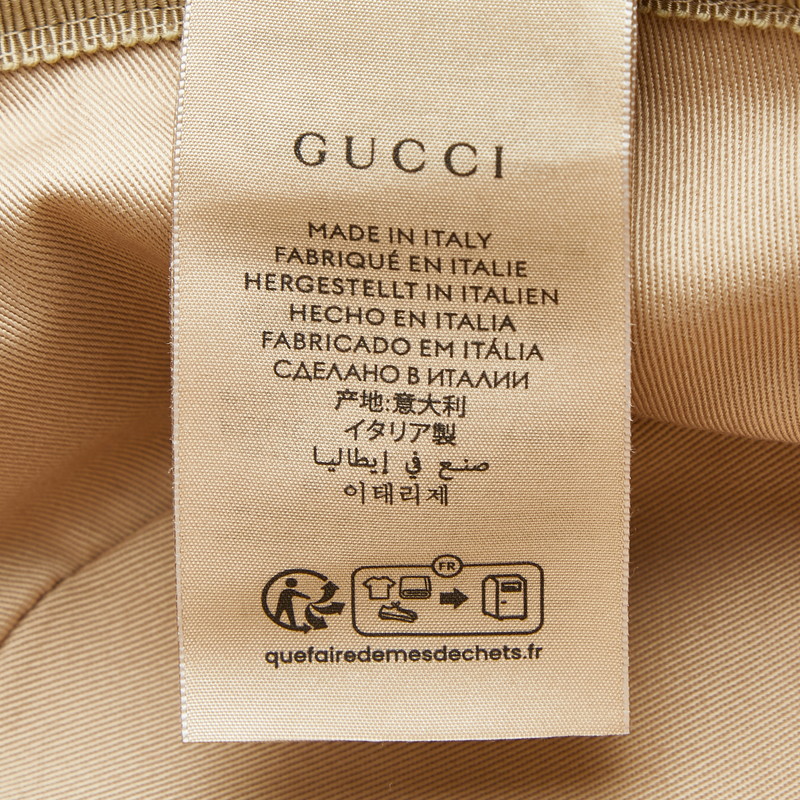 GUCCI
MADE IN ITALY
FABRIQUÉ EN ITALIE
HERGESTELLT IN ITALIEN
HECHO EN ITALIA
FABRICADO EM ITÁLIA
СДЕЛАНО В ИТАЛИИ
产地:意大利
イタリア製
صنع في إيطاليا
이태리제
FR
quefairedemesdechets.fr